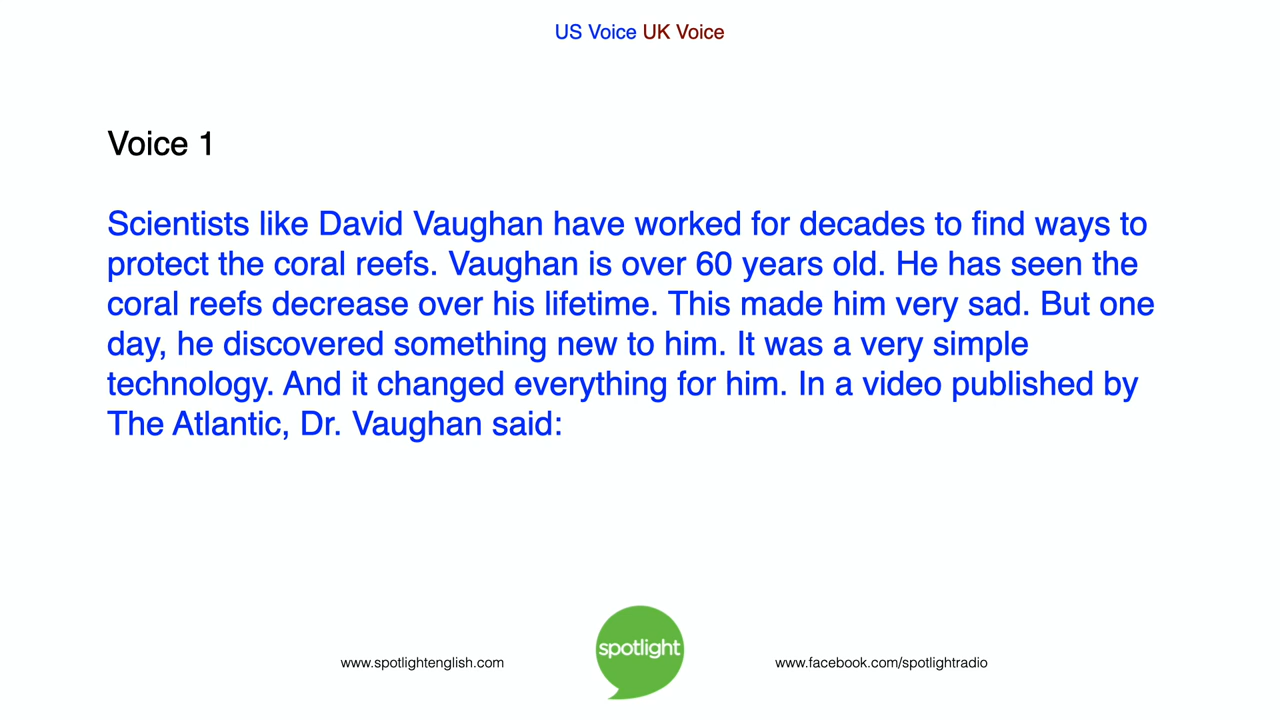 US Voice UK Voice
Voice 1
Scientists like David Vaughan have worked for decades to find ways to
protect the coral reefs. Vaughan is over 60 years old. He has seen the
coral reefs decrease over his lifetime. This made him very sad. But one
day, he discovered something new to him. It was a very simple
technology. And it changed everything for him. In a video published by
The Atlantic, Dr. Vaughan said:
www.spotlightenglish.com
spotlight
www.facebook.com/spotlightradio